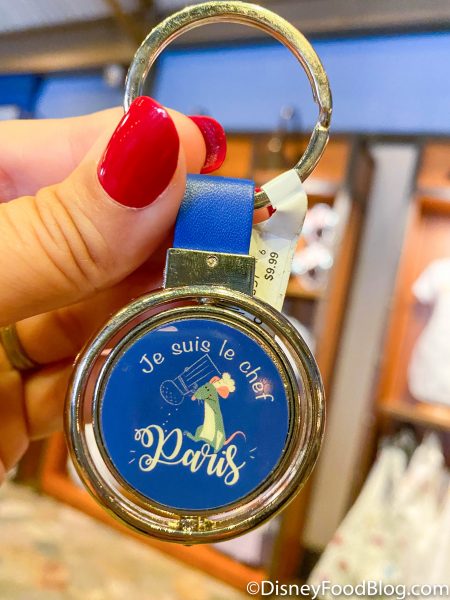 $9.99
Je suis le chef
Paris
©DisneyFoodBlog.com